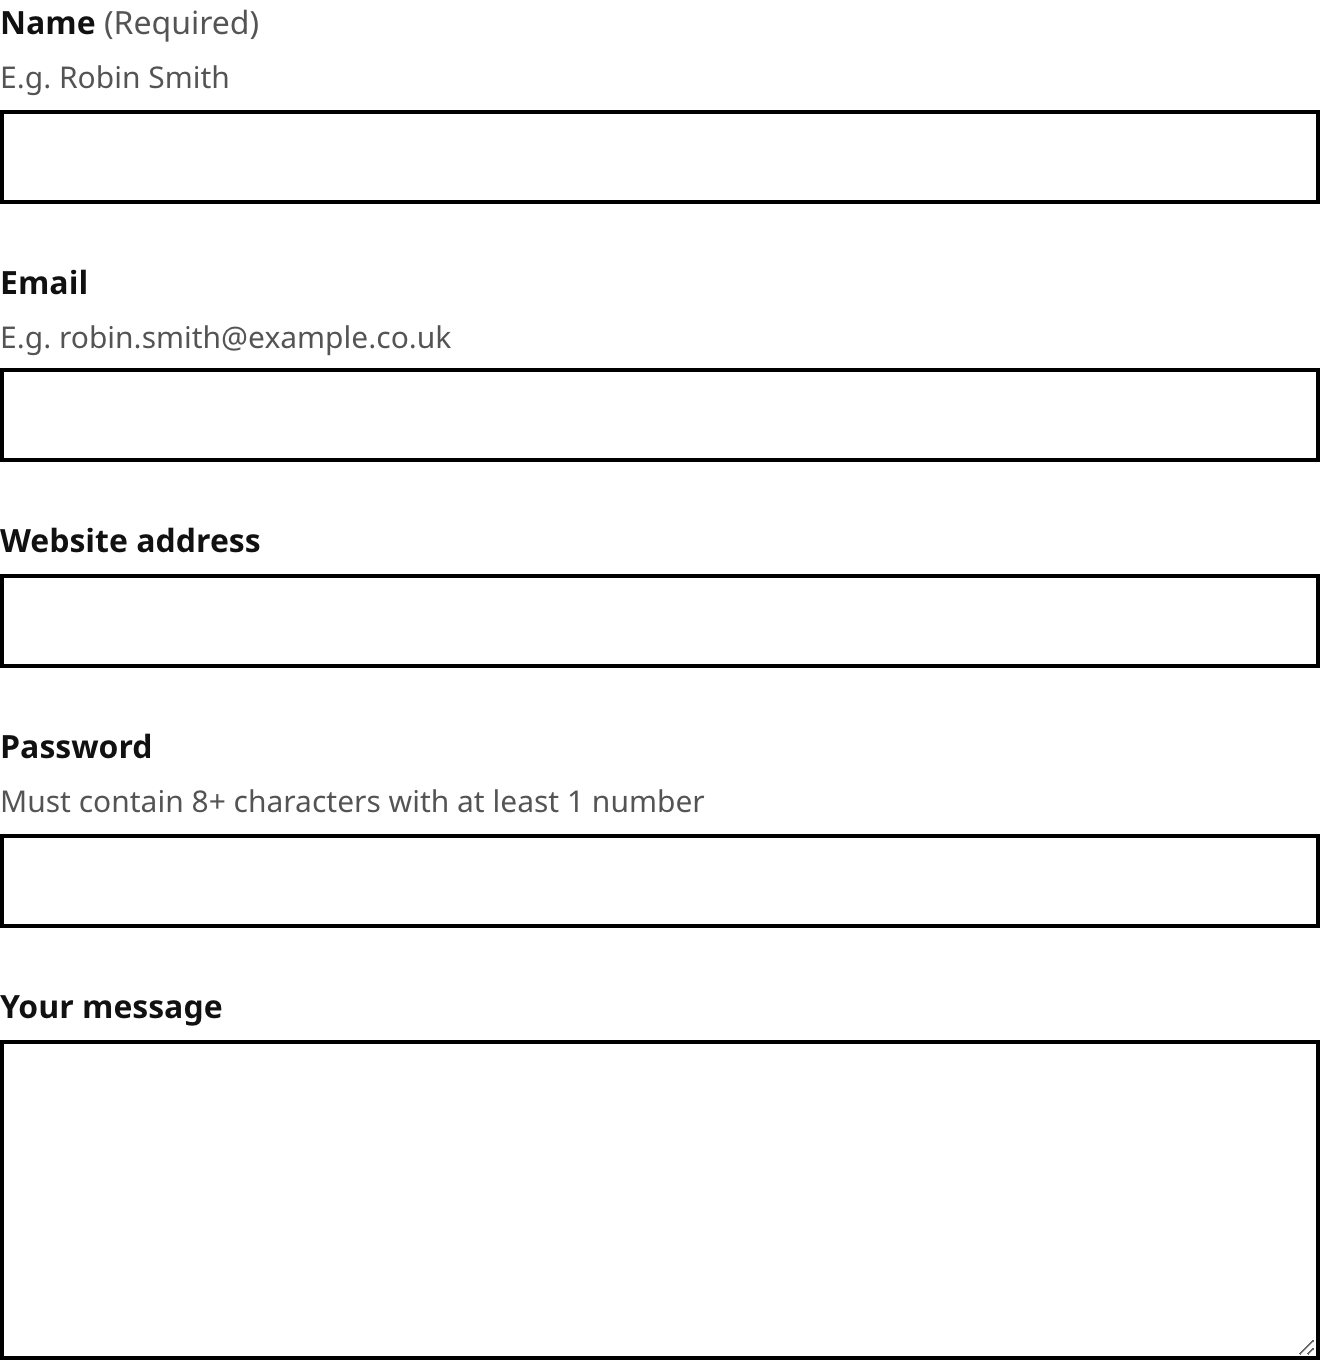 Name (Required)
E.g. Robin Smith
Email
E.g. robin.smith@example.co.uk
Website address
Password
Must contain 8+ characters with at least 1 number
Your message